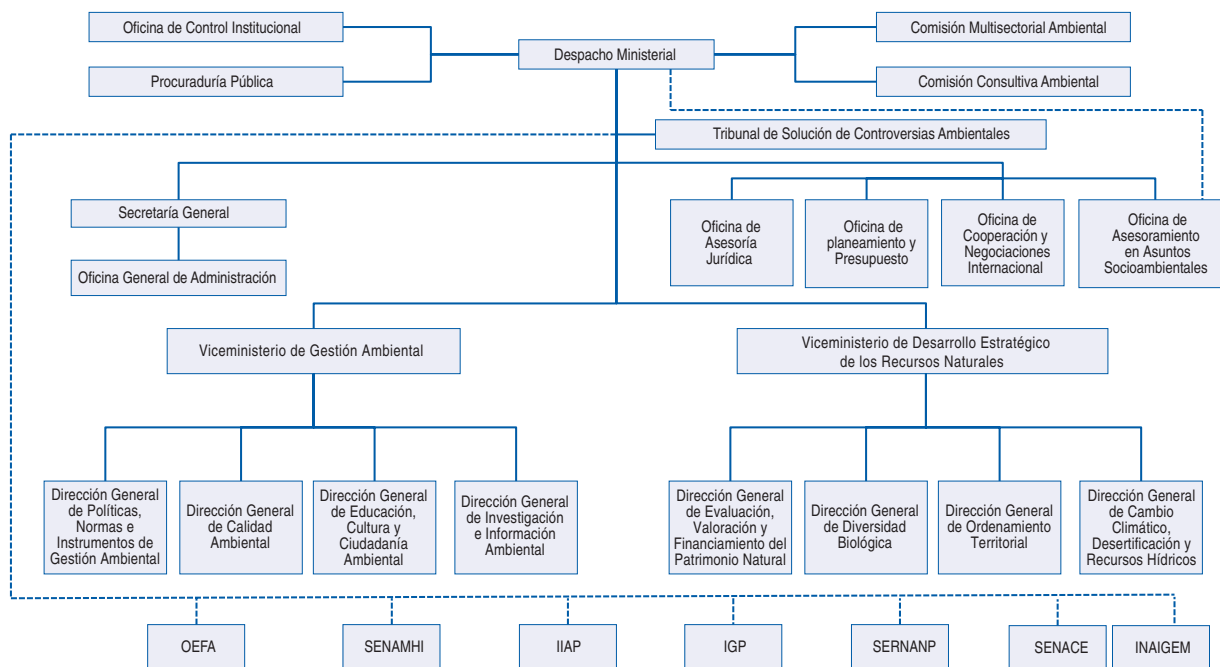 Oficina de Control Institucional
Comisión Multisectorial Ambiental
Despacho Ministerial
Procuraduría Pública
Comisión Consultiva Ambiental
Tribunal de Solución de Controversias Ambientales
Secretaría General
Oficina General de Administración
Oficina de
Asesoría
Jurídica
Oficina de
planeamiento y
Presupuesto
Oficina de
Cooperación y
Negociaciones
Internacional
Oficina de
Asesoramiento
en Asuntos
Socioambientales
Viceministerio de Gestión Ambiental
Viceministerio de Desarrollo Estratégico
de los Recursos Naturales
Dirección General
de Políticas,
Normas e
Instrumentos de
Gestión Ambiental
Dirección General
de Calidad
Ambiental
Dirección General
de Educación,
Cultura y
Ciudadanía
Ambiental
Dirección General
de Investigación
e Información
Ambiental
Dirección General
de Evaluación,
Valoración y
Financiamiento del
Patrimonio Natural
Dirección General
de Diversidad
Biológica
Dirección General
de Ordenamiento
Territorial
Dirección General
de Cambio
Climático,
Desertificación y
Recursos Hídricos
OEFA
SENAMHI
IIAP
IGP
SERNANP
SENACE
INAIGEM